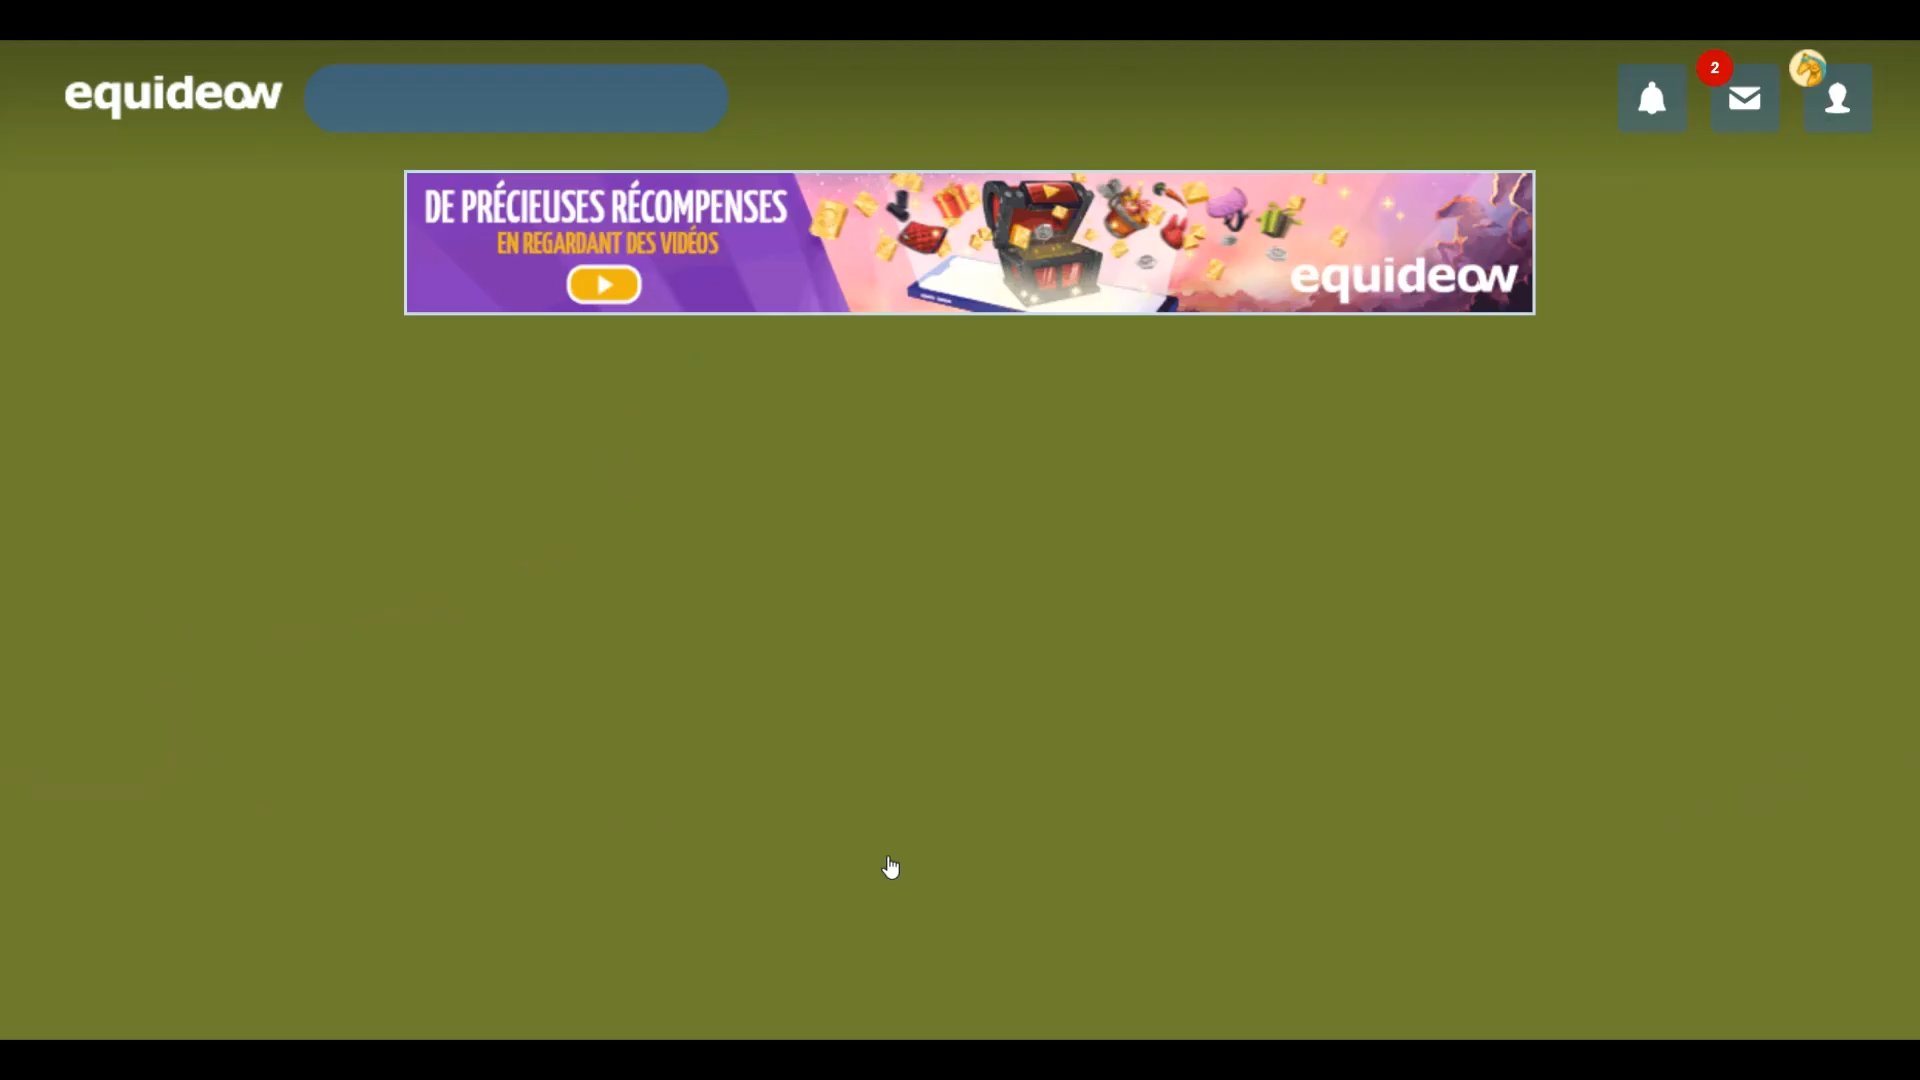 equideow
2
DE PRÉCIEUSES RÉCOMPENSES
EN REGARDANT DES VIDÉOS
equideow